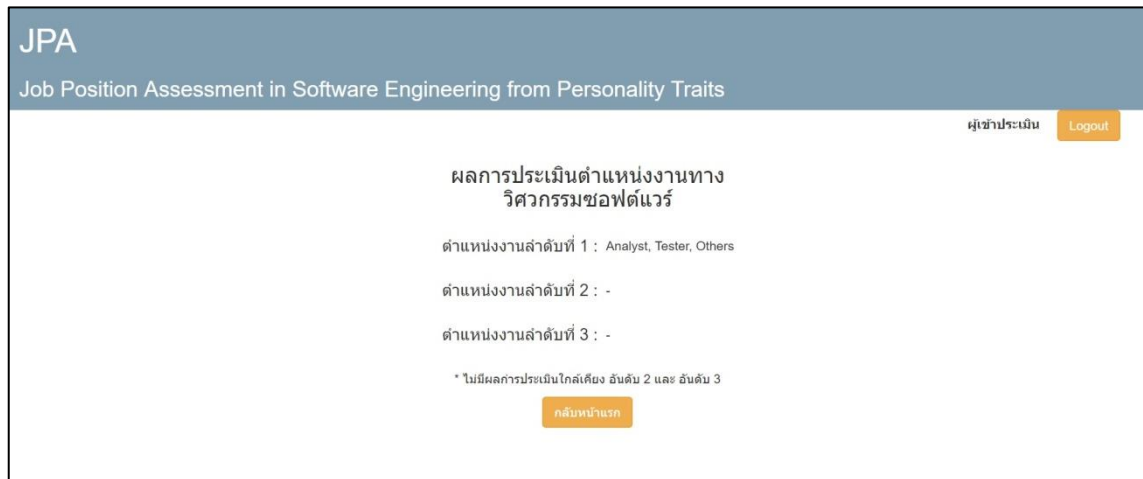 JPA
Job Position Assessment in Software Engineering from Personality Traits
ผู้เข้าประเมิน Logout
ผลการประเมินตำแหน่งงานทาง
วิศวกรรมซอฟต์แวร์
ตำแหน่งงานลำดับที่ 1 : Analyst, Tester, Others
ตำแหน่งงานลำดับที่ 2 : -
ตำแหน่งงานลำดับที่ 3 : -
* ไม่มีผลการประเมินใกล้เคียง อันดับ 2 และ อันดับ 3
กลับหน้าแรก